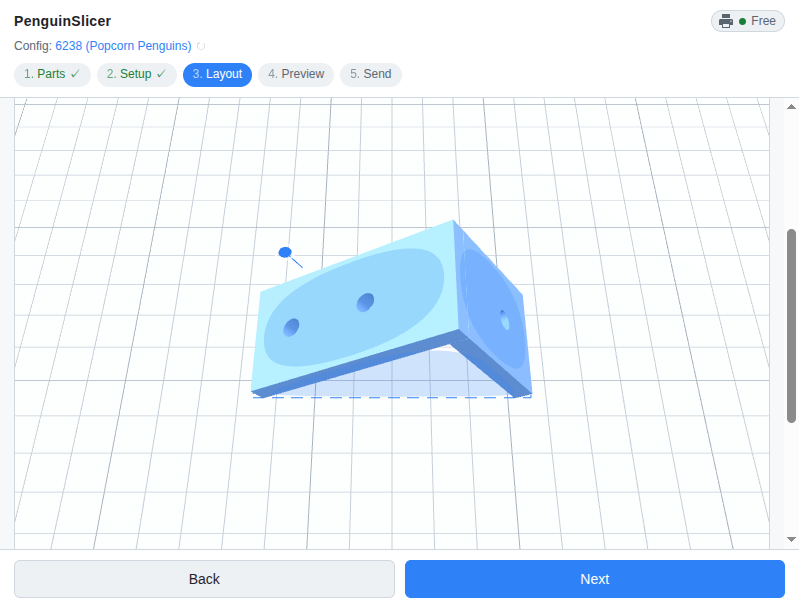 PenguinSlicer
Free
Config: 6238 (Popcorn Penguins)
1. Parts ✓
2. Setup ✓
3. Layout
4. Preview
5. Send
Back
Next